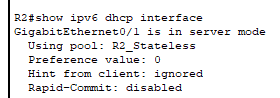 R2#show ipv6 dhcp interface
GigabitEthernet0/1 is in server mode
  Using pool: R2_Stateless
  Preference value: 0
  Hint from client: ignored
  Rapid-Commit: disabled